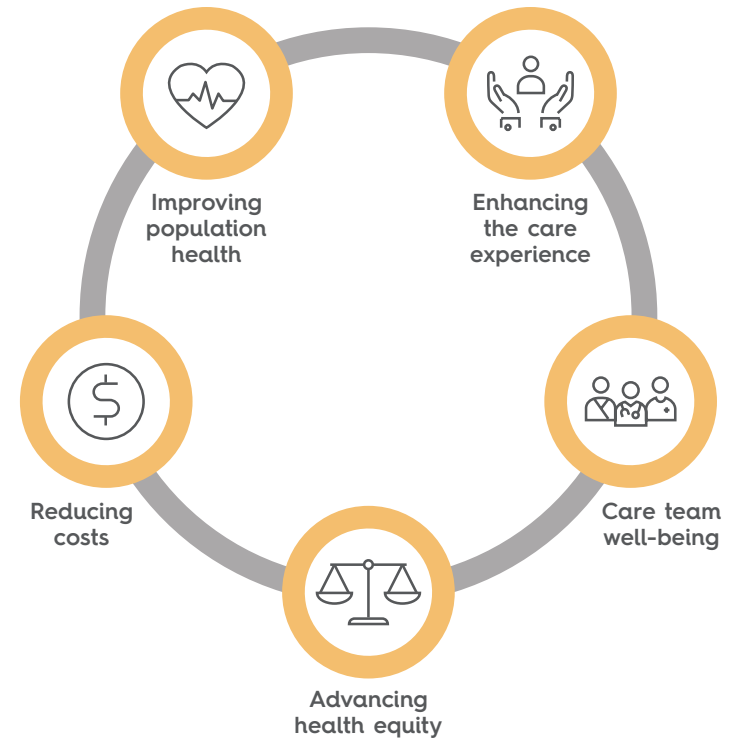 Improving
population
health
Enhancing
the care
experience
Reducing
costs
Care team
well-being
Advancing
health equity